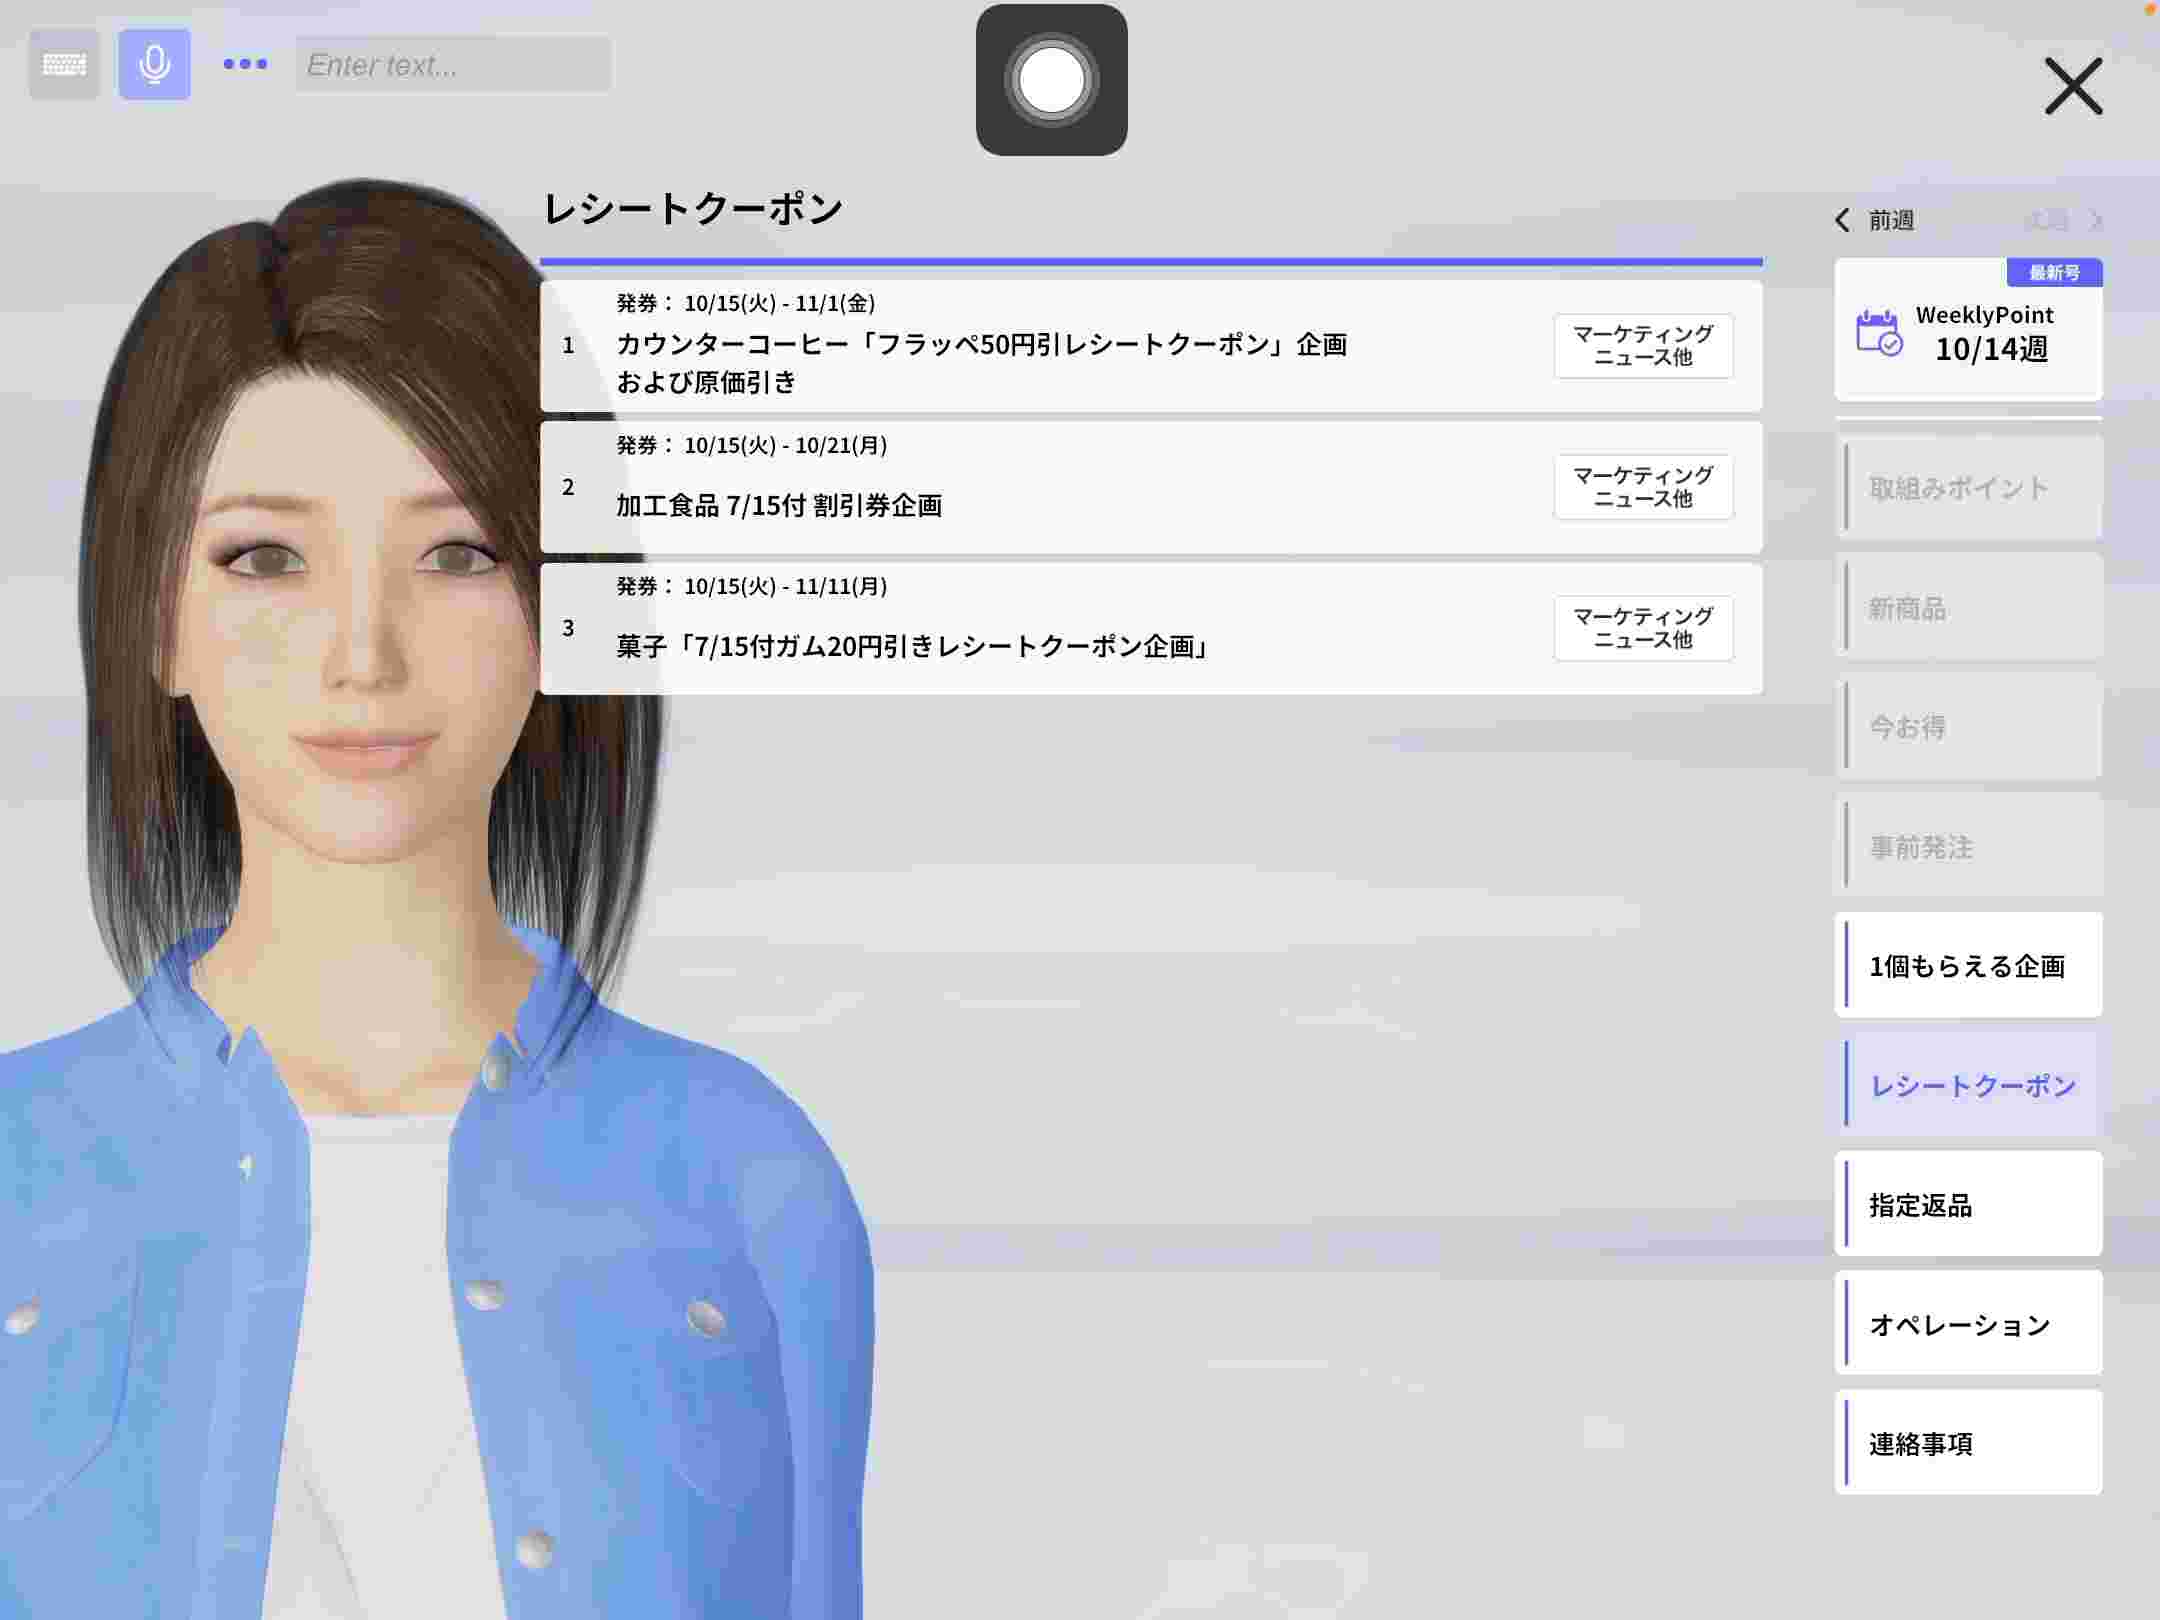 Enter text...
レシートクーポン
1
発券： 10/15(火) - 11/1(金)
カウンターコーヒー「フラッペ50円引レシートクーポン」企画
および原価引き
マーケティング
ニュース他
2
発券： 10/15(火) - 10/21(月)
加工食品 7/15付 割引券企画
マーケティング
ニュース他
3
発券： 10/15(火) - 11/11(月)
菓子「7/15付ガム20円引きレシートクーポン企画」
マーケティング
ニュース他
前週
次週
最新号
WeeklyPoint
10/14週
取組みポイント
新商品
今お得
事前発注
1個もらえる企画
レシートクーポン
指定返品
オペレーション
連絡事項